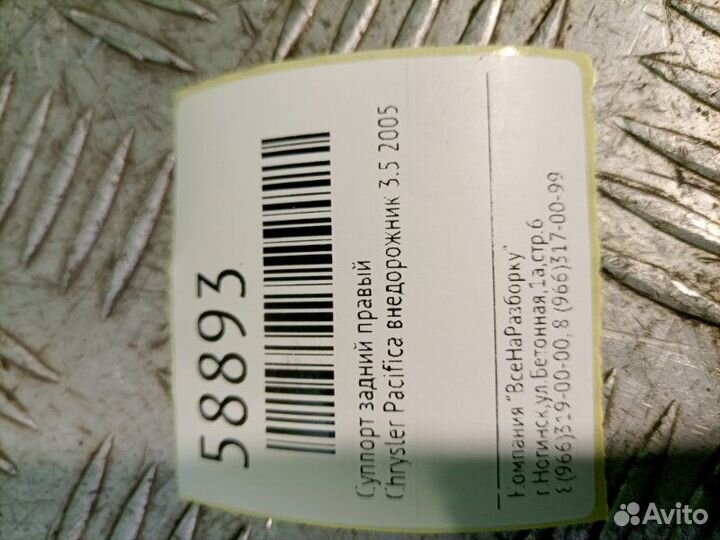 58893
Суппорт задний правый
Chrysler Pacifica внедорожник 3.5 2005
Компания "ВсеНаРазборку"
г.Ногинск,ул.Бетонная,1а,стр.6
8(966)319-00-00, 8 (966)317-00-99
Avito